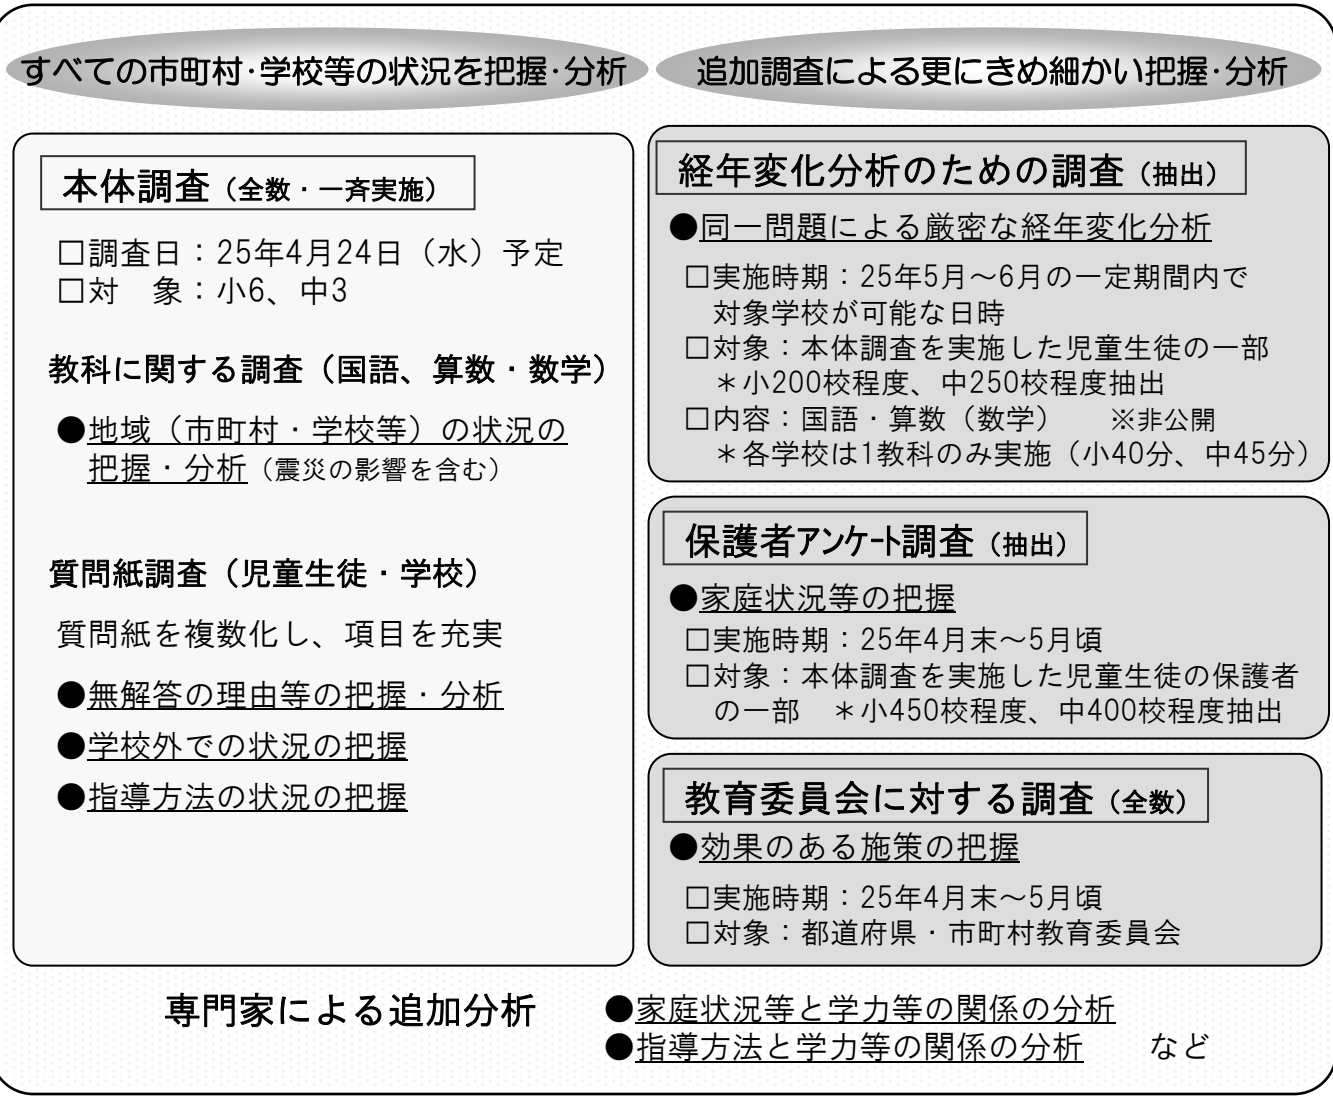 すべての市町村･学校等の状況を把握･分析
本体調査（全数・一斉実施）
□調査日：25年4月24日（水）予定
□対　象：小6、中3
教科に関する調査（国語、算数・数学）
●地域（市町村・学校等）の状況の
把握・分析（震災の影響を含む）
質問紙調査（児童生徒・学校）
質問紙を複数化し、項目を充実
●無解答の理由等の把握・分析
●学校外での状況の把握
●指導方法の状況の把握
追加調査による更にきめ細かい把握･分析
経年変化分析のための調査（抽出）
●同一問題による厳密な経年変化分析
□実施時期：25年5月～6月の一定期間内で
対象学校が可能な日時
□対象：本体調査を実施した児童生徒の一部
＊小200校程度、中250校程度抽出
□内容：国語・算数（数学）　※非公開
＊各学校は1教科のみ実施（小40分、中45分）
保護者アンケート調査（抽出）
●家庭状況等の把握
□実施時期：25年4月末～5月頃
□対象：本体調査を実施した児童生徒の保護者
の一部　＊小450校程度、中400校程度抽出
教育委員会に対する調査（全数）
●効果のある施策の把握
□実施時期：25年4月末～5月頃
□対象：都道府県・市町村教育委員会
専門家による追加分析
●家庭状況等と学力等の関係の分析
●指導方法と学力等の関係の分析　など